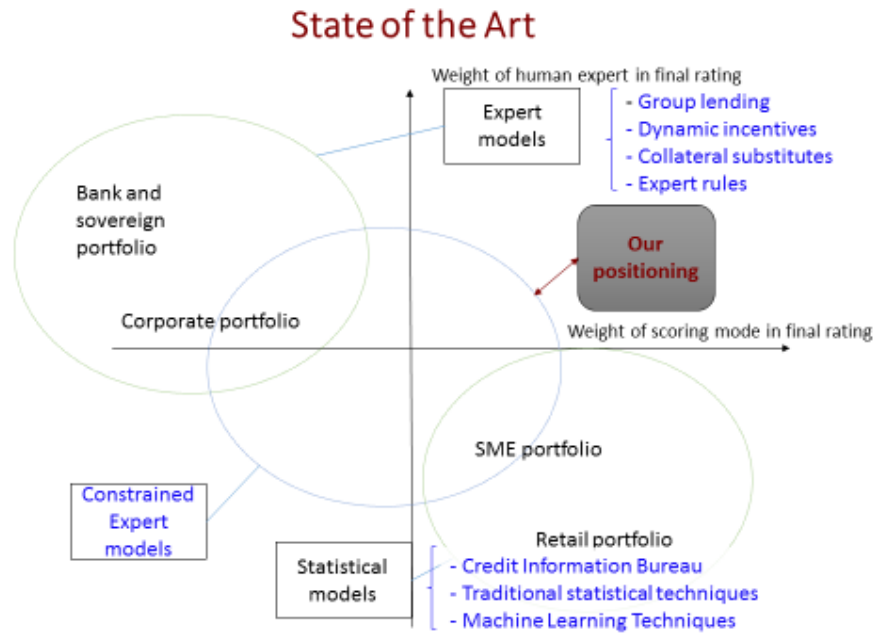 State of the Art
Weight of human expert in final rating
Expert
models
- Group lending
- Dynamic incentives
- Collateral substitutes
- Expert rules
Bank and
sovereign
portfolio
Our
positioning
Corporate portfolio
Weight of scoring mode in final rating
SME portfolio
Constrained
Expert
models
Retail portfolio
Statistical
models
- Credit Information Bureau
- Traditional statistical techniques
- Machine Learning Techniques